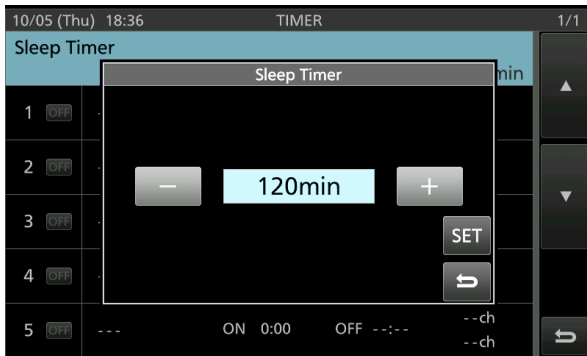 10/05 (Thu) 18:36 TIMER 1/1
Sleep Timer
min
Sleep Timer
1 OFF
2 OFF
− 120min +
3 OFF
SET
4 OFF
5 OFF --- ON 0:00 OFF --:-- --ch
--ch